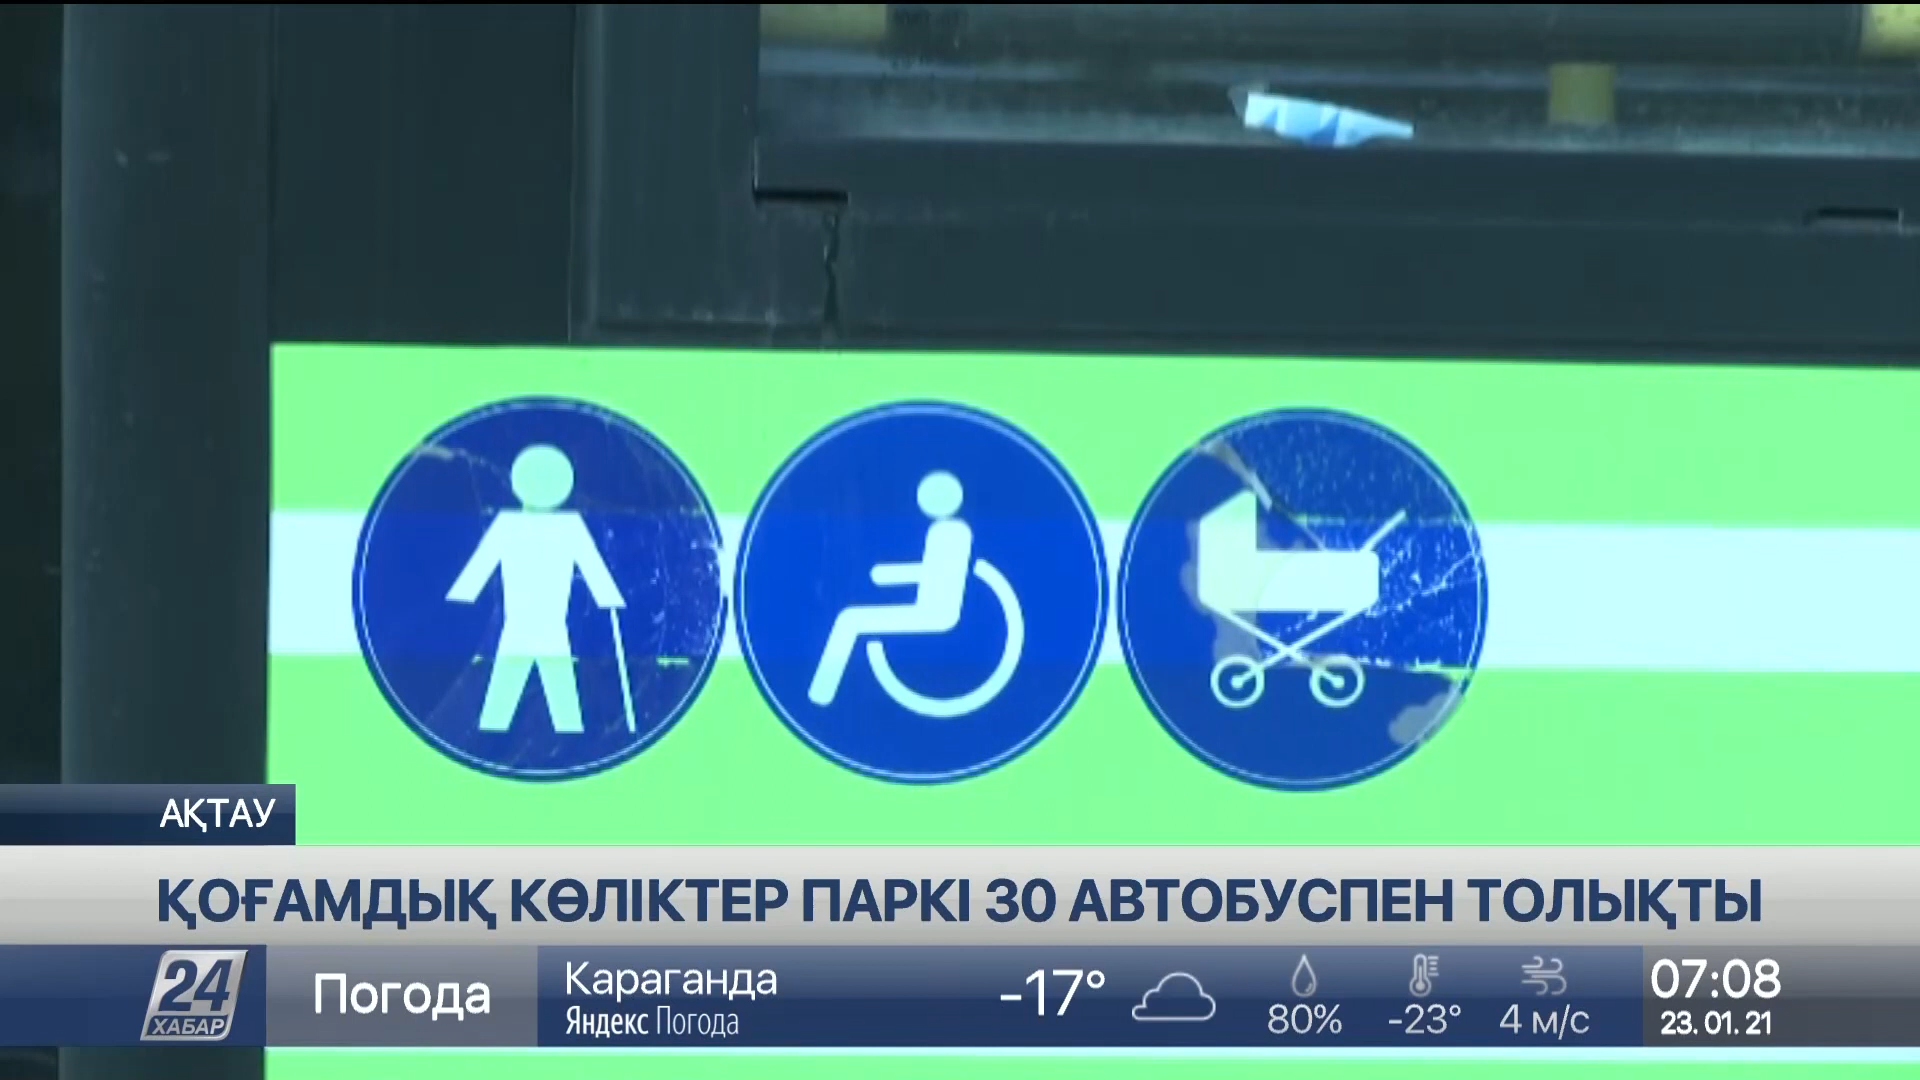 АҚТАУ
ҚОҒАМДЫҚ КӨЛІКТЕР ПАРКІ 30 АВТОБУСПЕН ТОЛЫҚТЫ
24
ХАБАР
Погода
Караганда
Яндекс Погода
-17°
80%
-23°
4 м/с
07:08
23. 01. 21